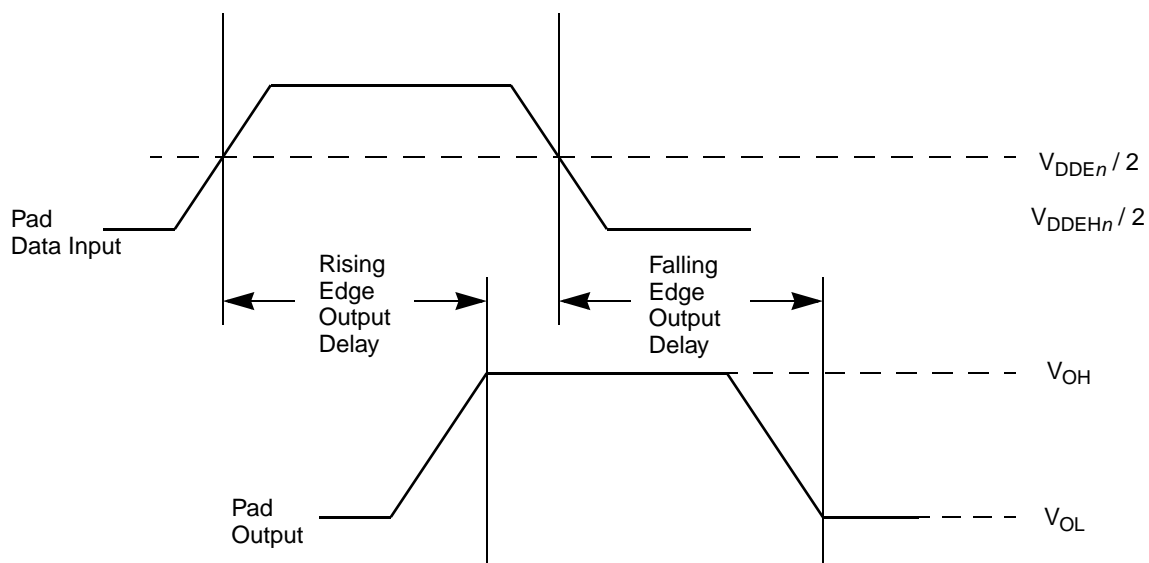 V_DDEn / 2
Pad
Data Input
V_DDEHn / 2
Rising
Edge
Output
Delay
Falling
Edge
Output
Delay
V_OH
Pad
Output
V_OL